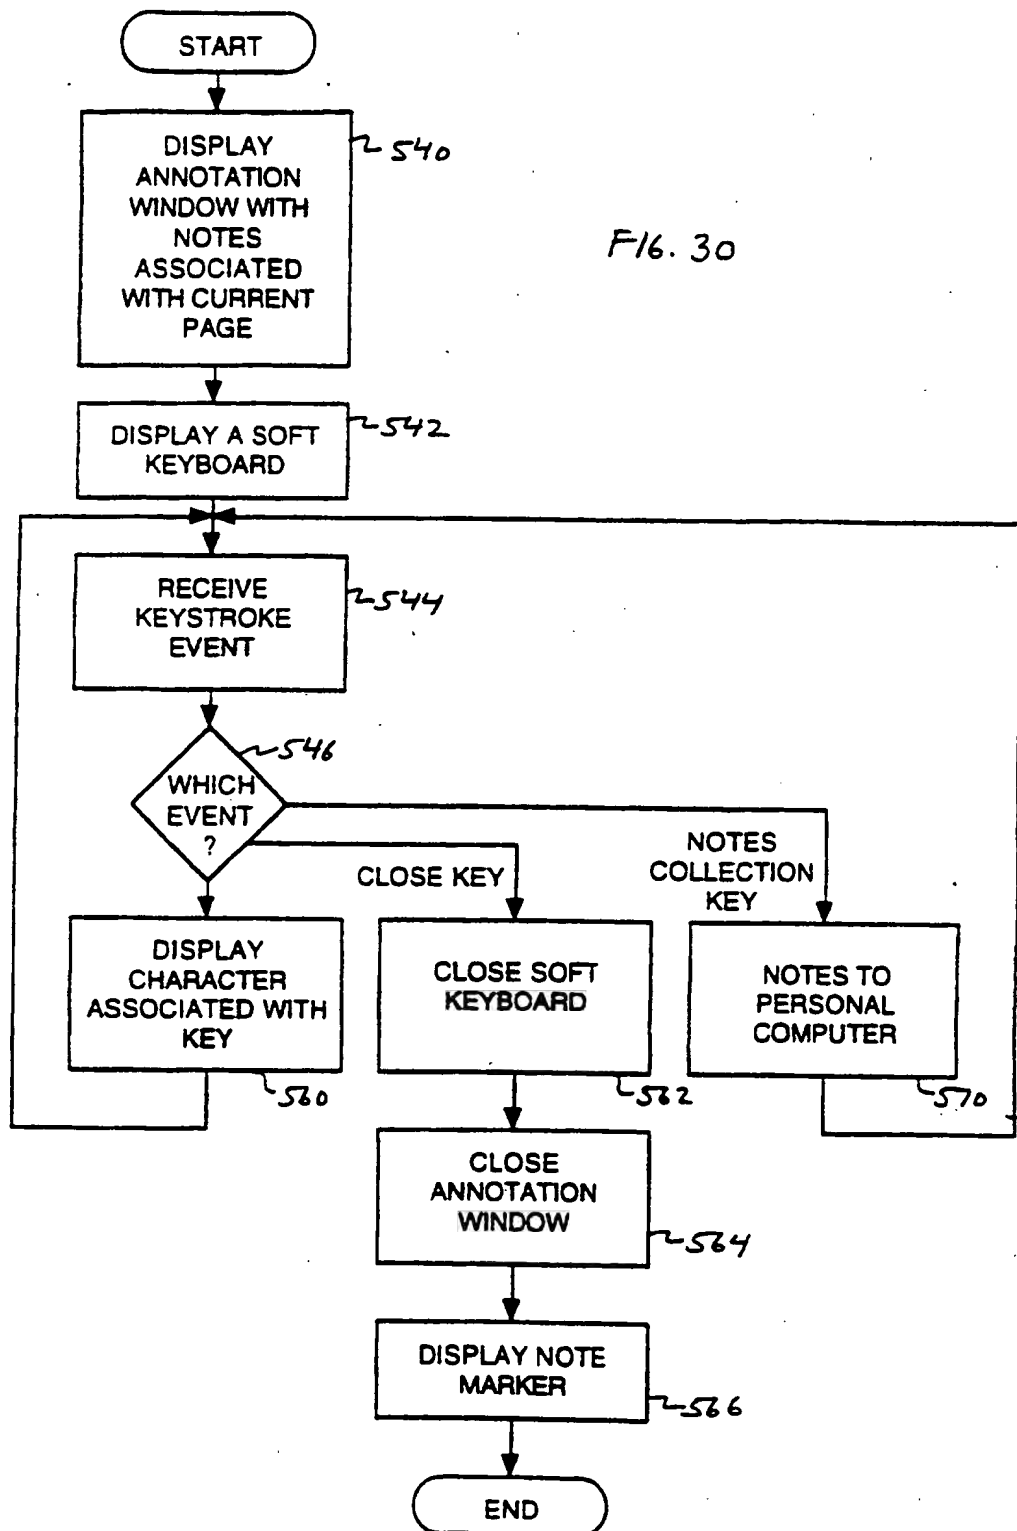 START
DISPLAY
ANNOTATION
WINDOW WITH
NOTES
ASSOCIATED
WITH CURRENT
PAGE
540
FIG. 30
DISPLAY A SOFT
KEYBOARD
542
RECEIVE
KEYSTROKE
EVENT
544
546
WHICH
EVENT
?
CLOSE KEY
NOTES
COLLECTION
KEY
DISPLAY
CHARACTER
ASSOCIATED WITH
KEY
560
CLOSE SOFT
KEYBOARD
562
NOTES TO
PERSONAL
COMPUTER
570
CLOSE
ANNOTATION
WINDOW
564
DISPLAY NOTE
MARKER
566
END